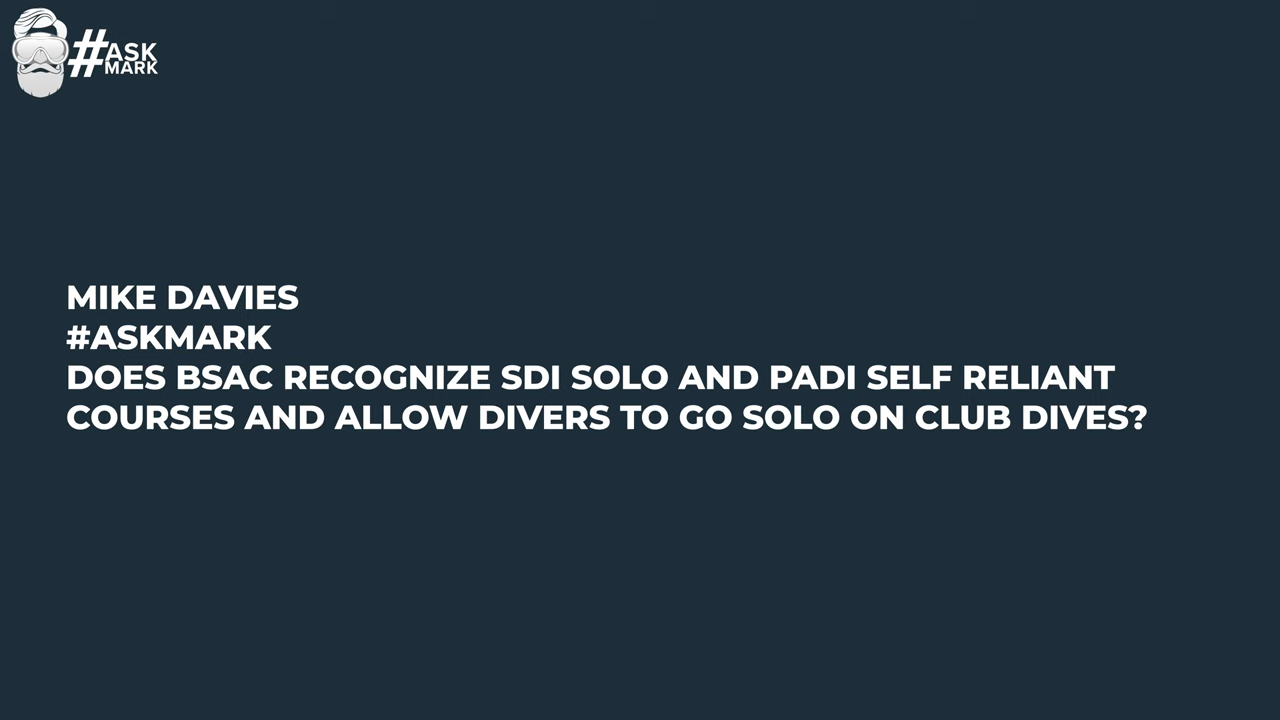 #ASK
MARK
MIKE DAVIES
#ASKMARK
DOES BSAC RECOGNIZE SDI SOLO AND PADI SELF RELIANT
COURSES AND ALLOW DIVERS TO GO SOLO ON CLUB DIVES?